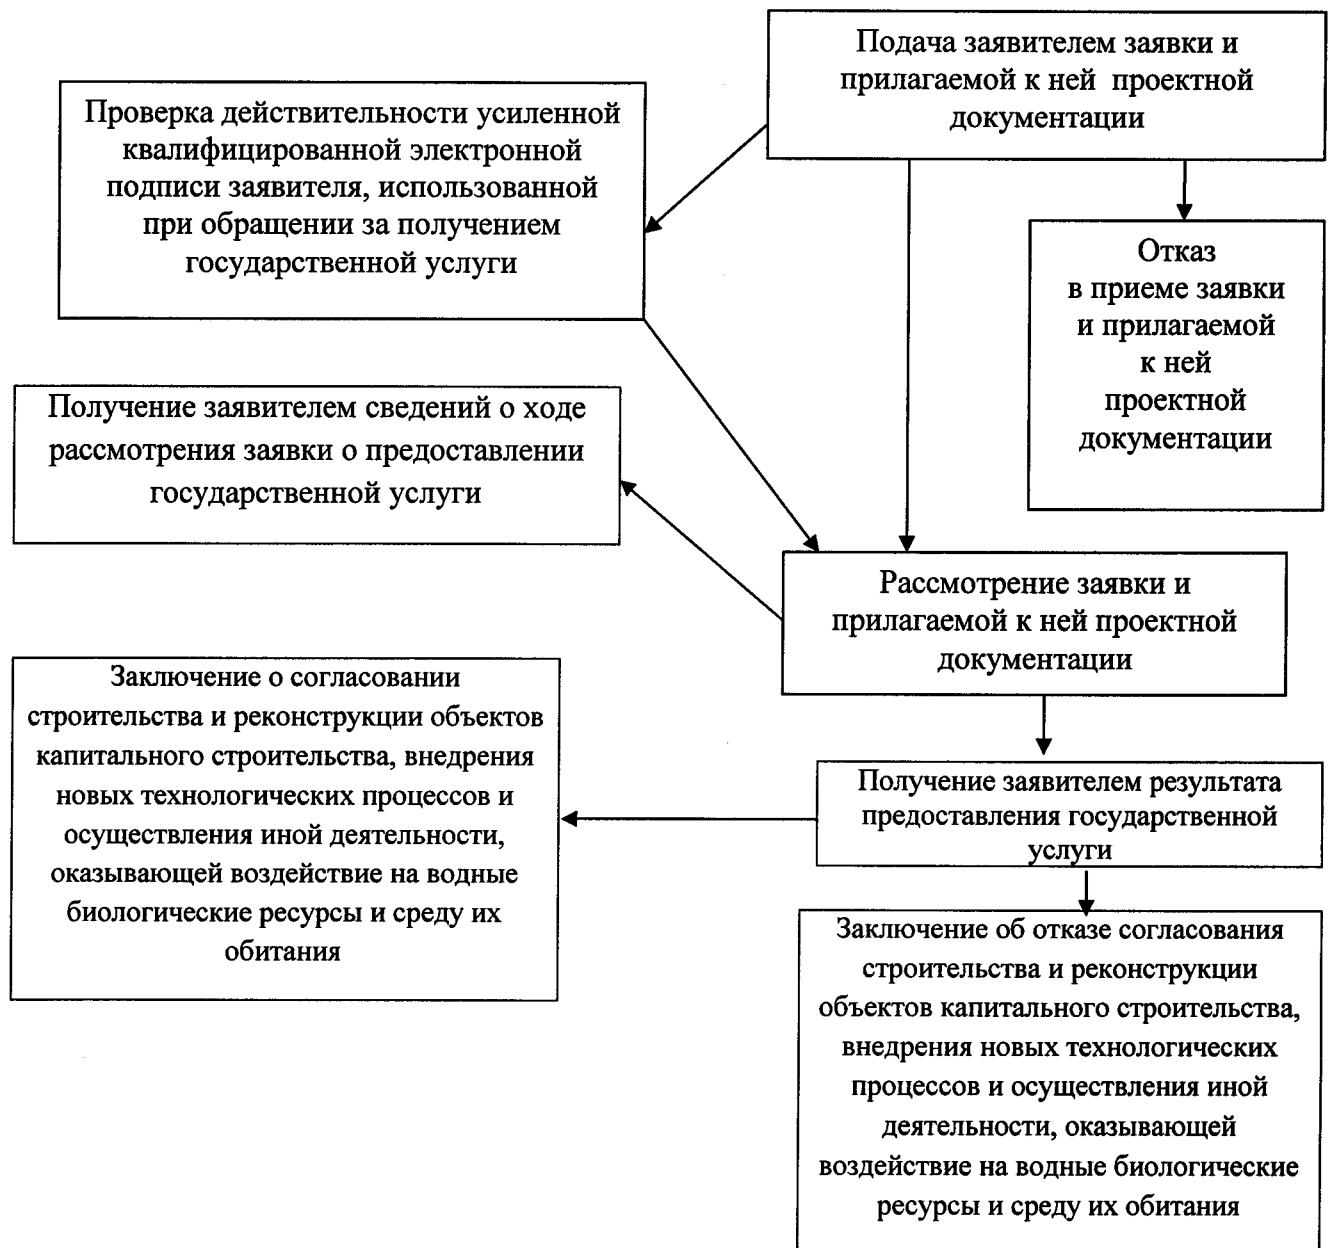 Подача заявителем заявки и
прилагаемой к ней проектной
документации
Проверка действительности усиленной
квалифицированной электронной
подписи заявителя, использованной
при обращении за получением
государственной услуги
Отказ
в приеме заявки
и прилагаемой
к ней
проектной
документации
Получение заявителем сведений о ходе
рассмотрения заявки о предоставлении
государственной услуги
Рассмотрение заявки и
прилагаемой к ней проектной
документации
Заключение о согласовании
строительства и реконструкции объектов
капитального строительства, внедрения
новых технологических процессов и
осуществления иной деятельности,
оказывающей воздействие на водные
биологические ресурсы и среду их
обитания
Получение заявителем результата
предоставления государственной
услуги
Заключение об отказе согласования
строительства и реконструкции
объектов капитального строительства,
внедрения новых технологических
процессов и осуществления иной
деятельности, оказывающей
воздействие на водные биологические
ресурсы и среду их обитания